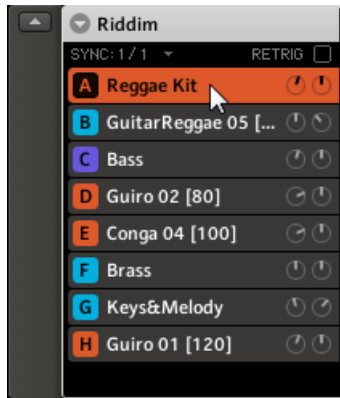 Riddim
SYNC: 1 / 1 RETRIG
A Reggae Kit
B GuitarReggae 05 [...
C Bass
D Guiro 02 [80]
E Conga 04 [100]
F Brass
G Keys&Melody
H Guiro 01 [120]